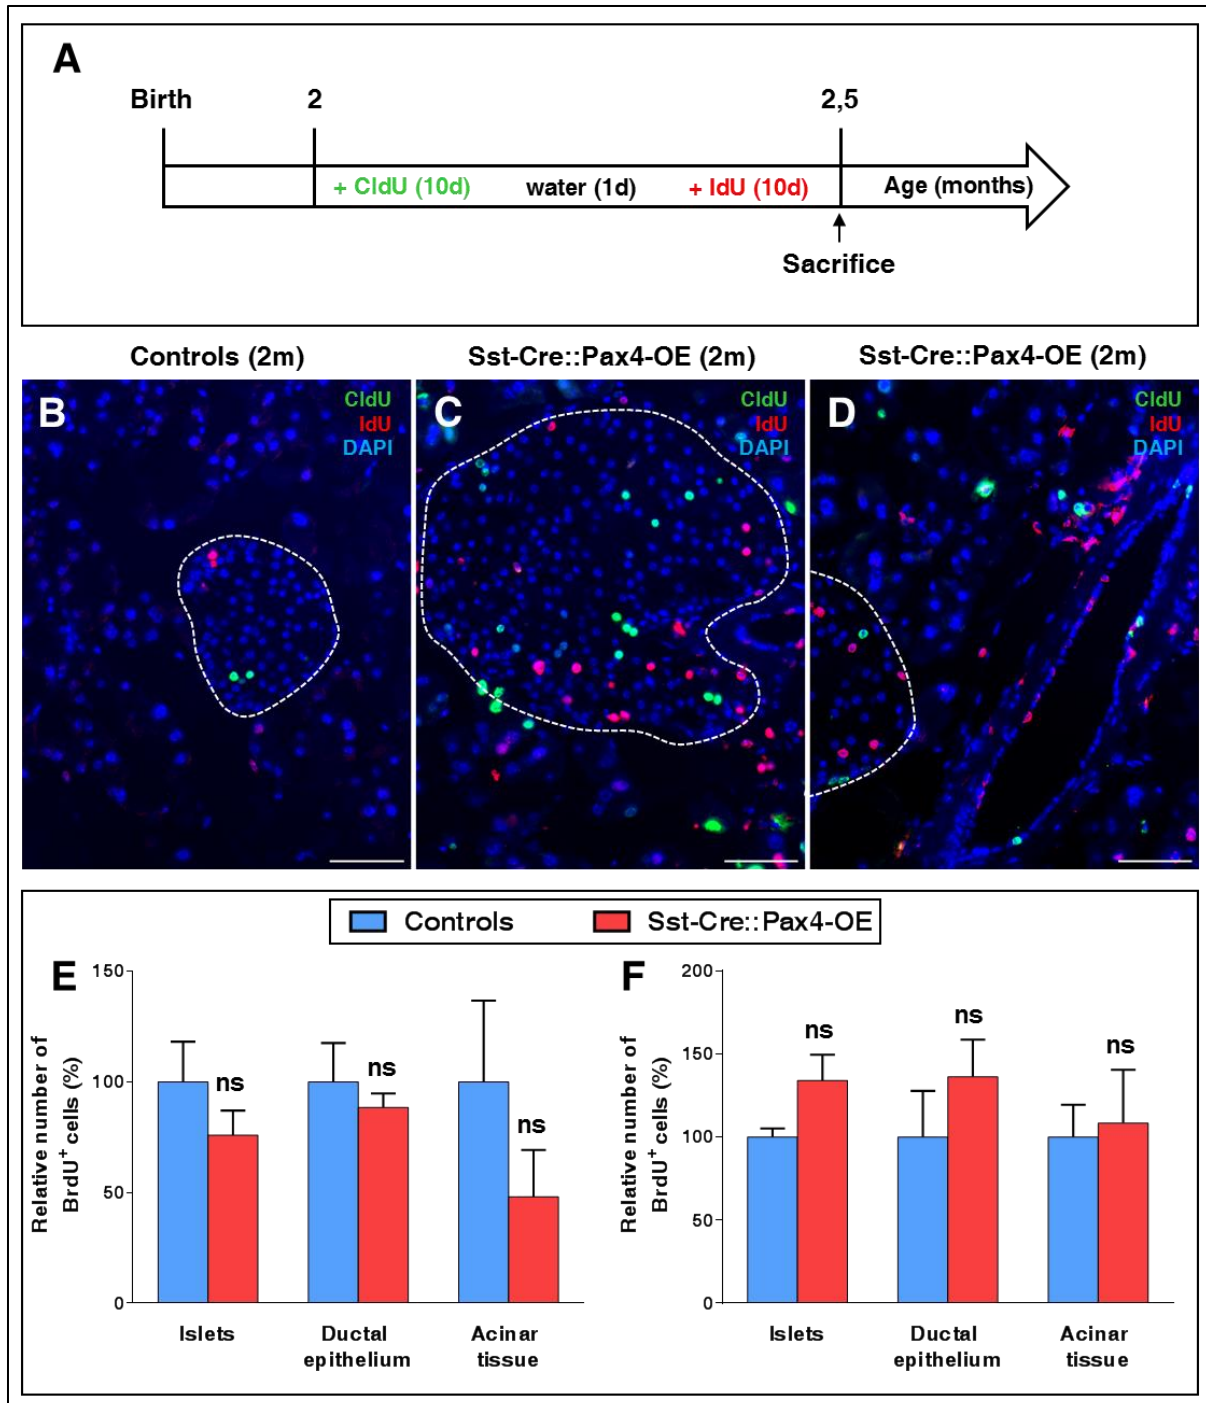 A
Birth 2 2,5
+ CldU (10d) water (1d) + IdU (10d) Age (months)
Sacrifice
Controls (2m) Sst-Cre::Pax4-OE (2m) Sst-Cre::Pax4-OE (2m)
B
CldU
IdU
DAPI
C
CldU
IdU
DAPI
D
CldU
IdU
DAPI
Controls Sst-Cre::Pax4-OE
E
Relative number of
BrdU+ cells (%)
150
100
50
0
ns
ns
ns
Islets
Ductal
epithelium
Acinar
tissue
F
Relative number of
BrdU+ cells (%)
200
150
100
50
0
ns
ns
ns
Islets
Ductal
epithelium
Acinar
tissue